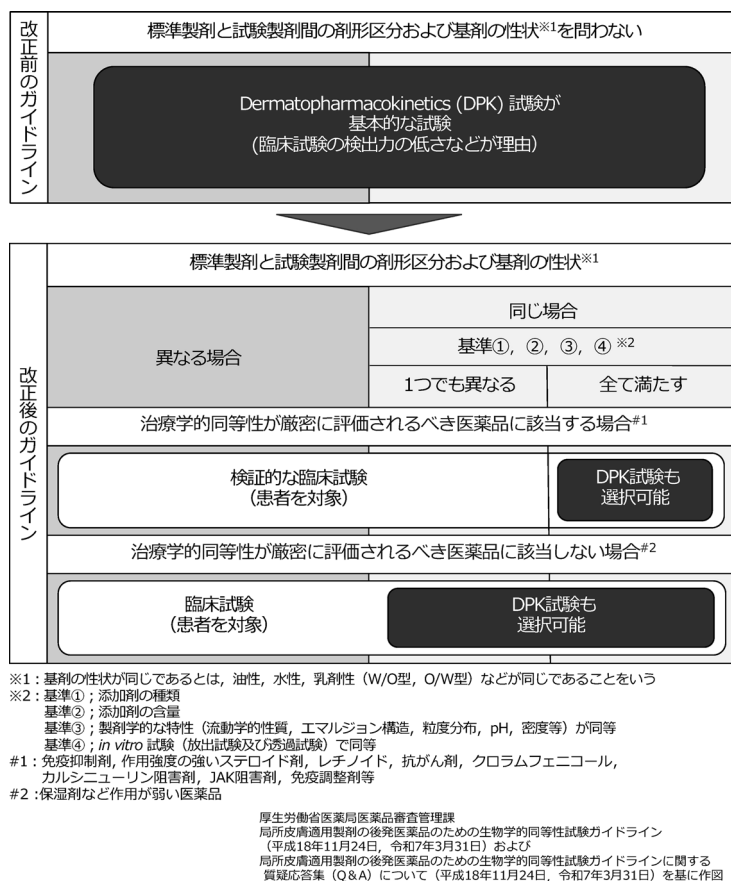 改正前のガイドライン
標準製剤と試験製剤間の剤形区分および基剤の性状※1を問わない
Dermatopharmacokinetics (DPK) 試験が
基本的な試験
(臨床試験の検出力の低さなどが理由)
改正後のガイドライン
標準製剤と試験製剤間の剤形区分および基剤の性状※1
異なる場合
同じ場合
基準①，②，③，④ ※2
1つでも異なる
全て満たす
治療学的同等性が厳密に評価されるべき医薬品に該当する場合#1
検証的な臨床試験
(患者を対象)
DPK試験も
選択可能
治療学的同等性が厳密に評価されるべき医薬品に該当しない場合#2
臨床試験
(患者を対象)
DPK試験も
選択可能
※1：基剤の性状が同じであるとは，油性，水性，乳剤性（W/O型，O/W型）などが同じであることをいう
※2：基準①；添加剤の種類
基準②；添加剤の含量
基準③；製剤学的な特性（流動学的性質，エマルジョン構造，粒度分布，pH，密度等）が同等
基準④；in vitro 試験（放出試験及び透過試験）で同等
#1：免疫抑制剤，作用強度の強いステロイド剤，レチノイド，抗がん剤，クロラムフェニコール，
カルシニューリン阻害剤，JAK阻害剤，免疫調整剤等
#2：保湿剤など作用が弱い医薬品
厚生労働省医薬局医薬品審査管理課
局所皮膚適用製剤の後発医薬品のための生物学的同等性試験ガイドライン
（平成18年11月24日，令和7年3月31日）および
局所皮膚適用製剤の後発医薬品のための生物学的同等性試験ガイドラインに関する
質疑応答集（Q＆A）について（平成18年11月24日，令和7年3月31日）を基に作図